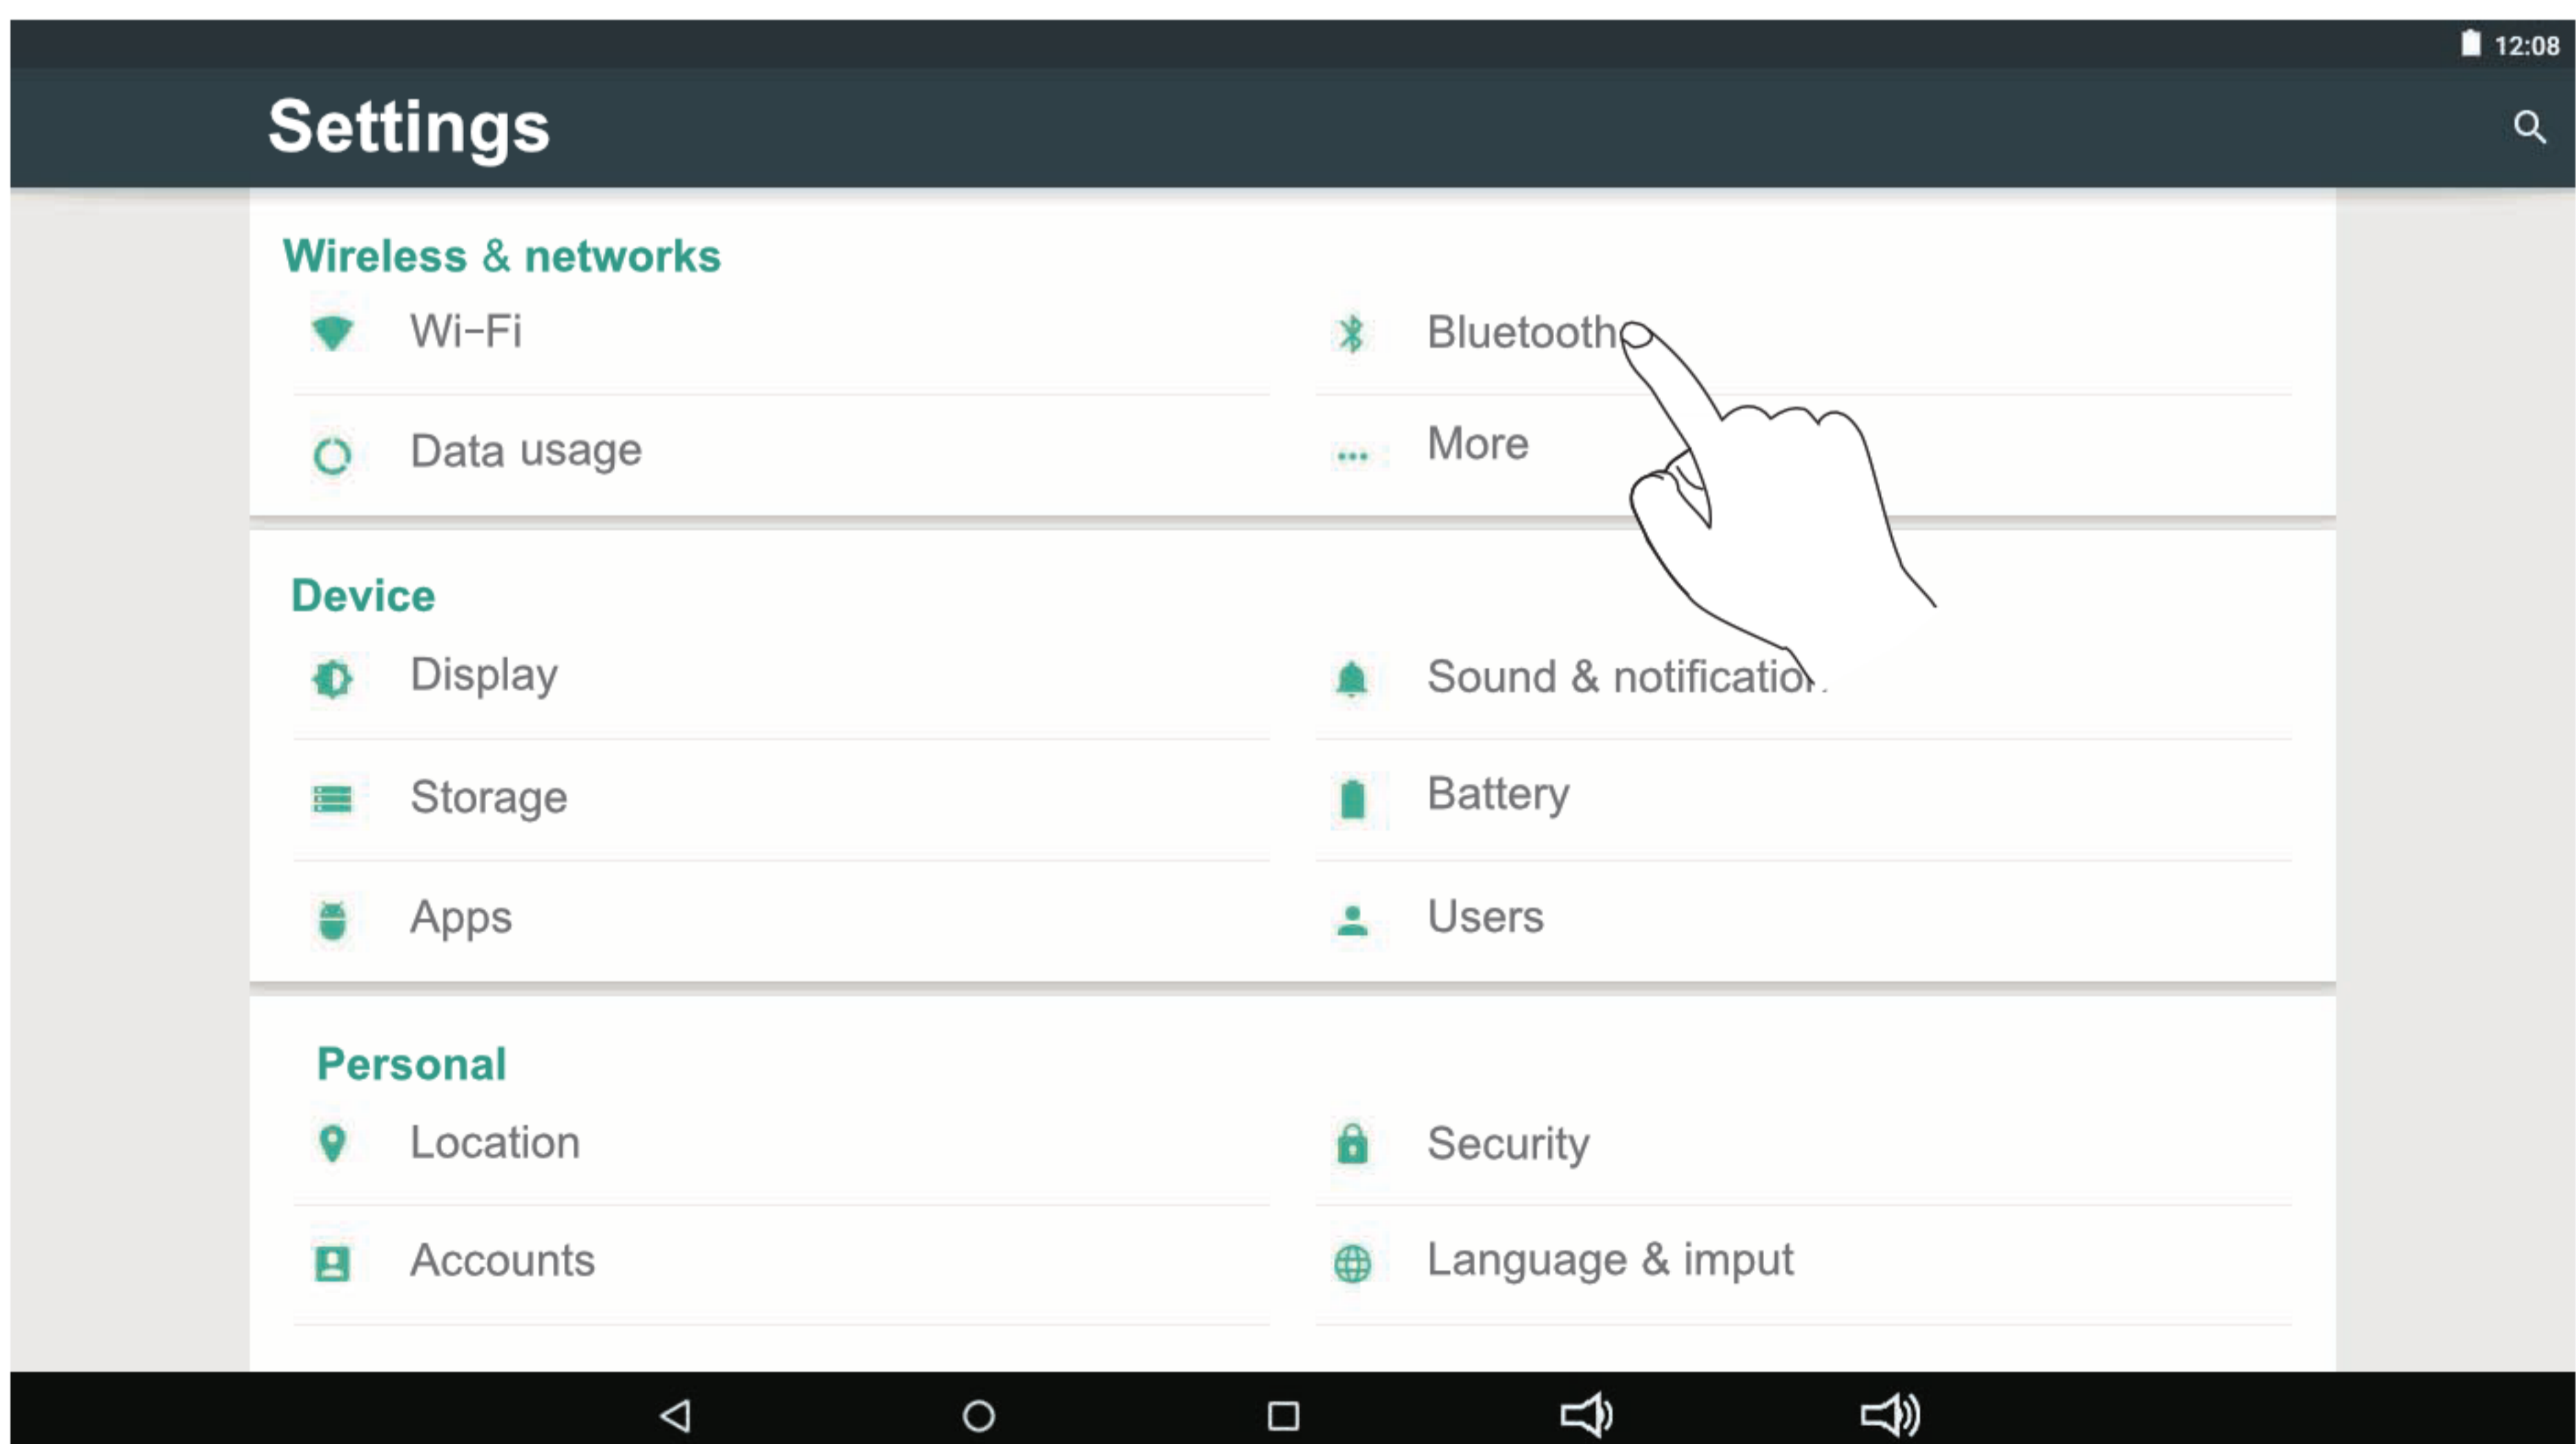 12:08
Settings
Wireless & networks
Wi-Fi
Bluetooth
Data usage
More
Device
Display
Sound & notification
Storage
Battery
Apps
Users
Personal
Location
Security
Accounts
Language & imput